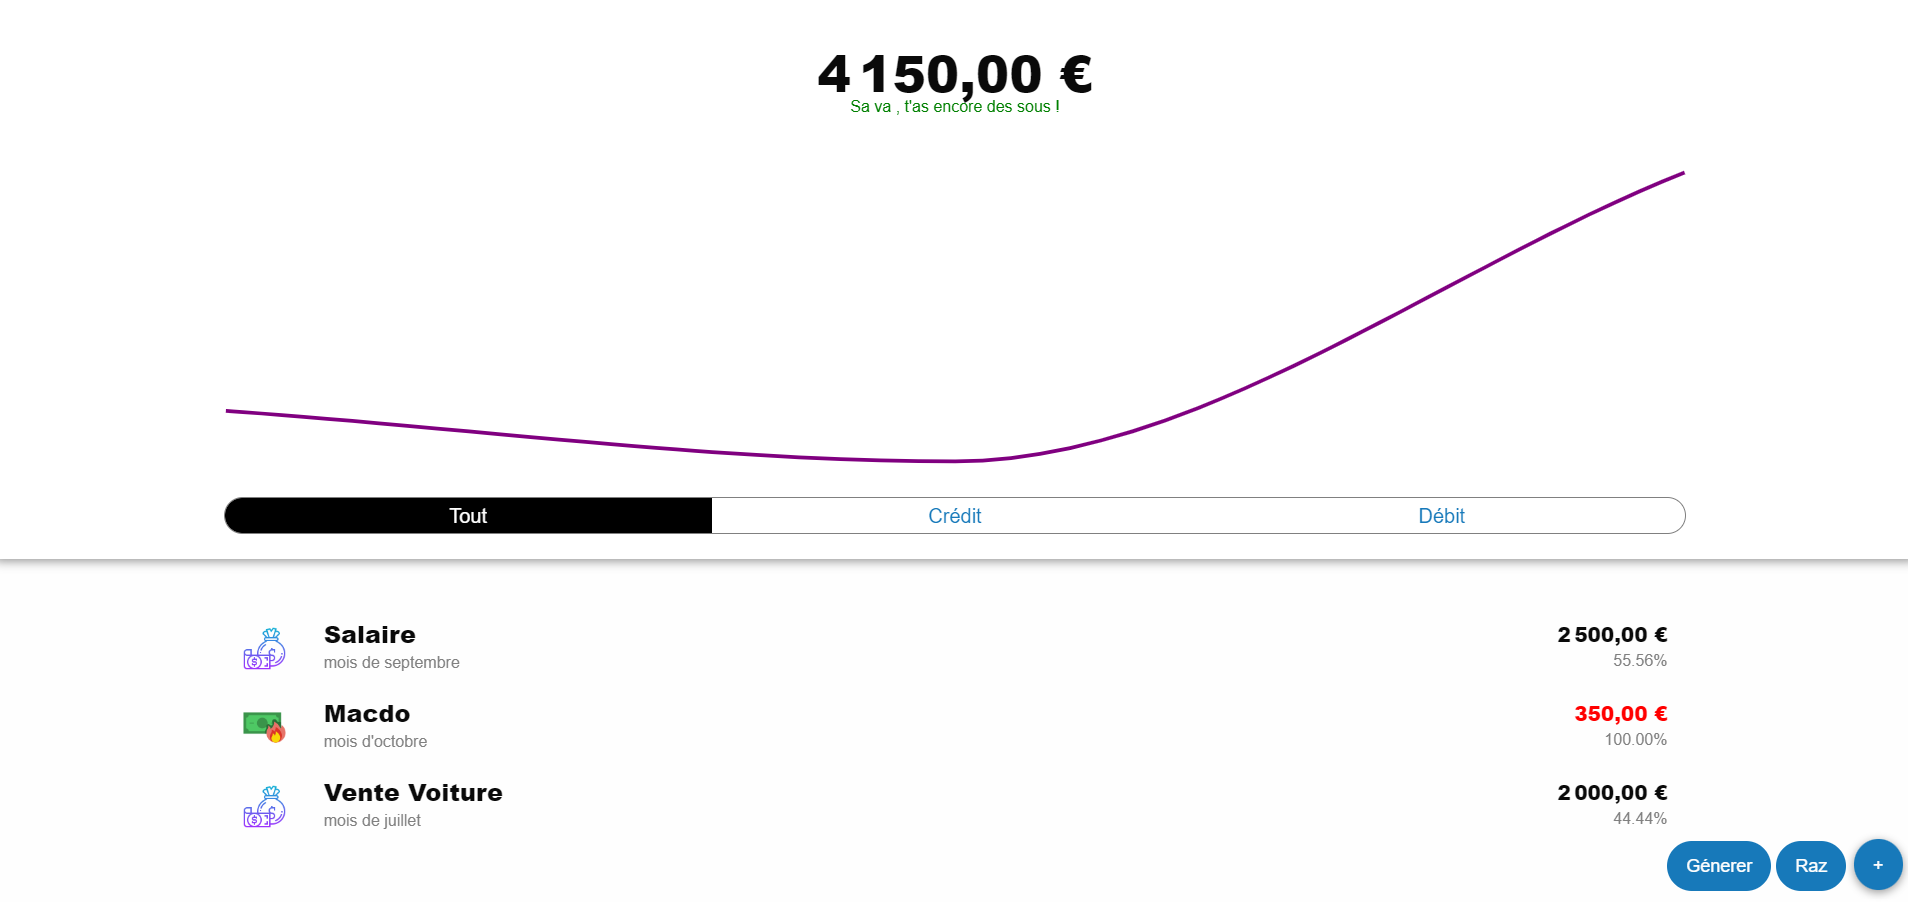 4 150,00 €
Sa va , t'as encore des sous !
Tout Crédit Débit
Salaire 2 500,00 €
mois de septembre 55.56%
Macdo 350,00 €
mois d'octobre 100.00%
Vente Voiture 2 000,00 €
mois de juillet 44.44%
Génerer Raz +